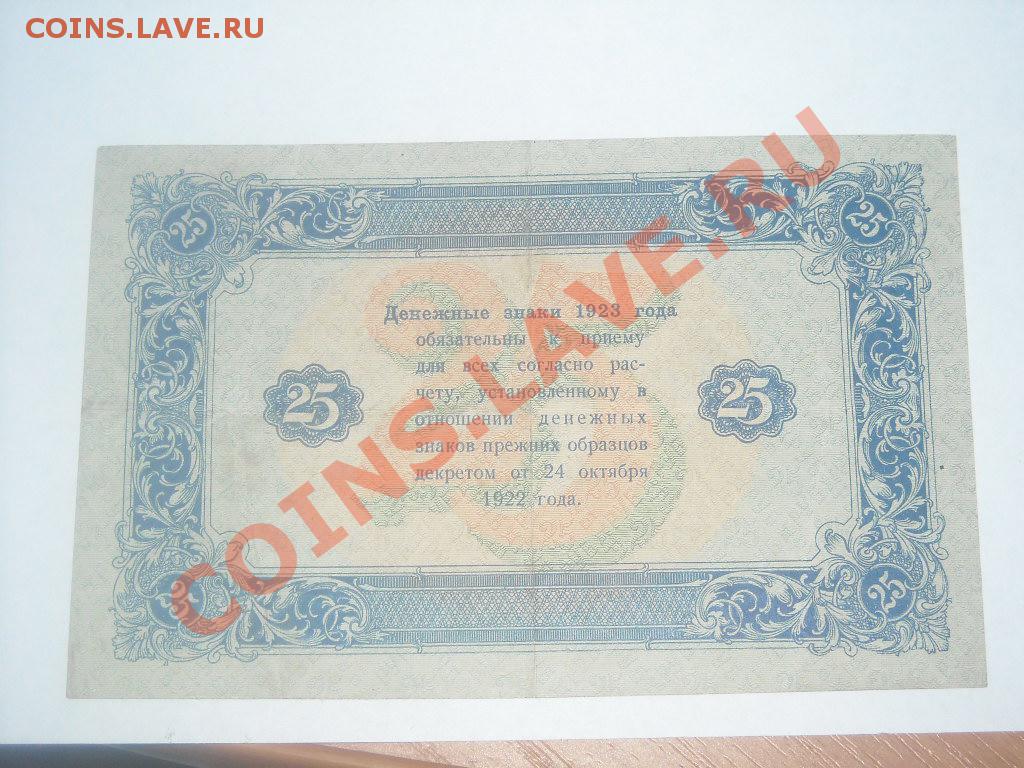 COINS.LAVE.RU
25
25
Денежные знаки 1923 года
обязательны к приему
для всех согласно рас-
25
чету, установленному в
25
отношении денежных
знаков прежних образцов
декретом от 24 октября
1922 года.
25
25
COINS.LAVE.RU